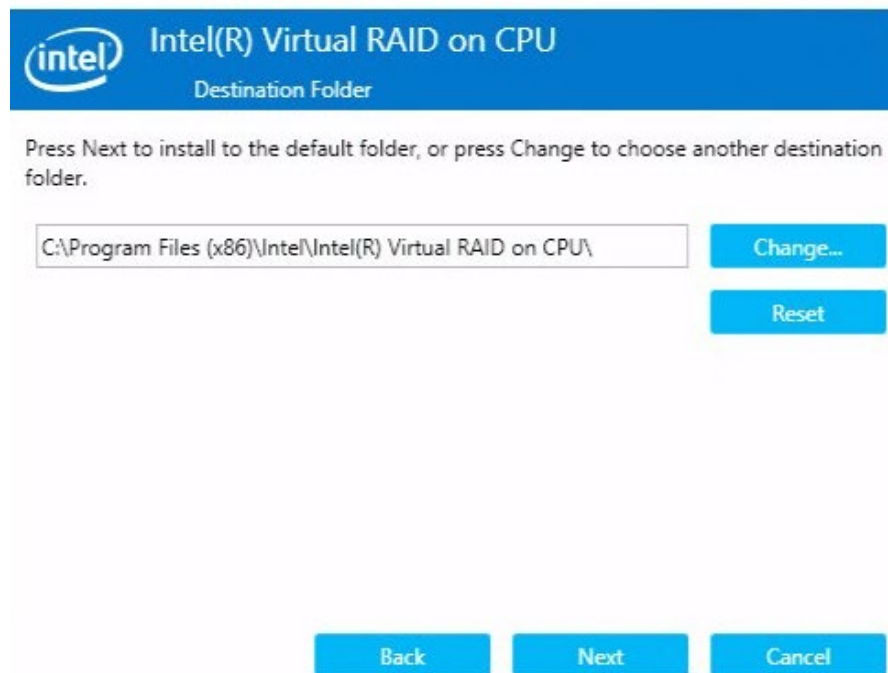 intel
Intel(R) Virtual RAID on CPU
Destination Folder
Press Next to install to the default folder, or press Change to choose another destination
folder.
C:\Program Files (x86)\Intel\Intel(R) Virtual RAID on CPU\
Change...
Reset
Back
Next
Cancel